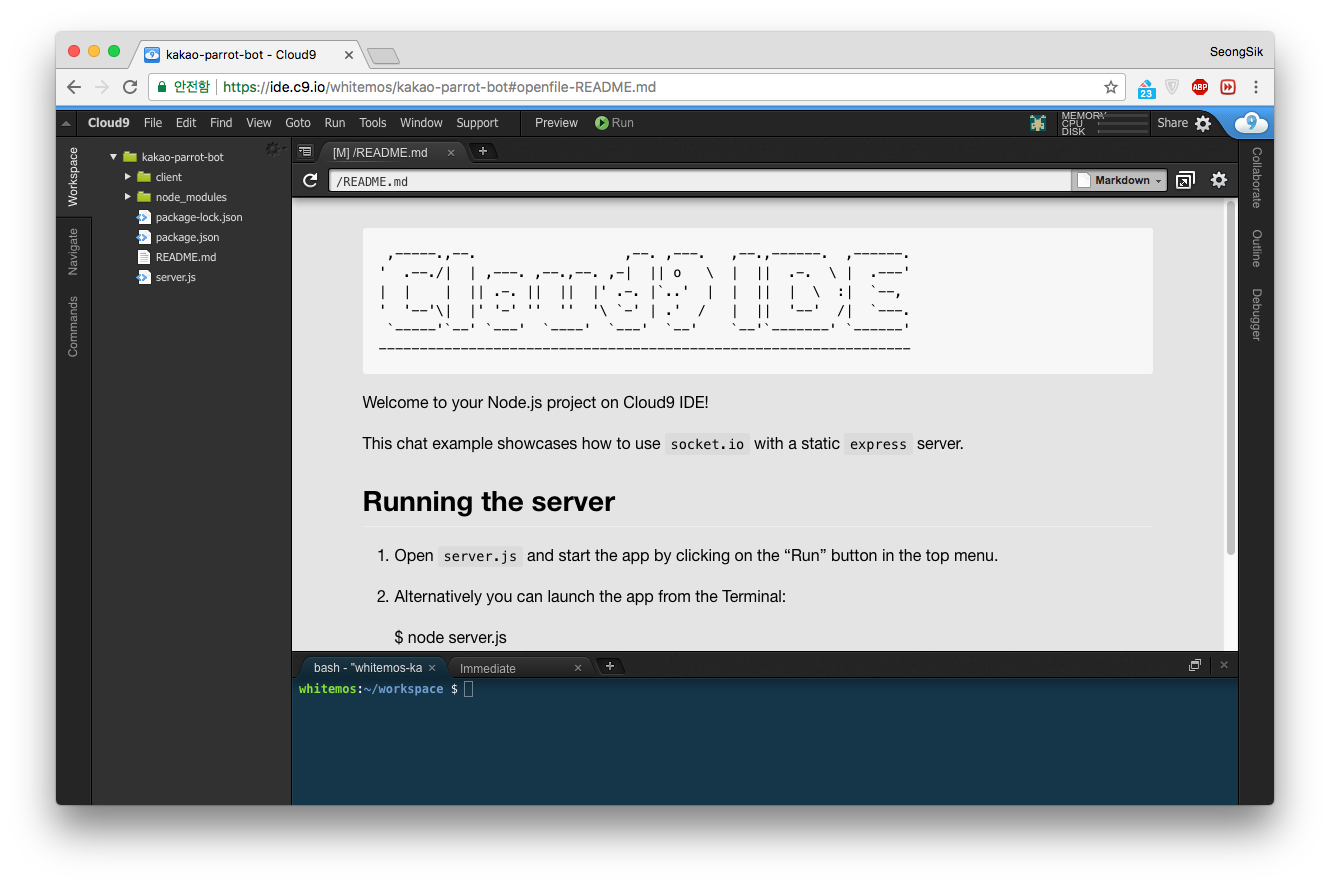 kakao-parrot-bot - Cloud9
SeongSik
안전함 https://ide.c9.io/whitemos/kakao-parrot-bot#openfile-README.md
23 ABP
Cloud9 File Edit Find View Goto Run Tools Window Support Preview Run MEMORY CPU DISK Share 9
Workspace
Navigate
Commands
kakao-parrot-bot
client
node_modules
package-lock.json
package.json
README.md
server.js
[M] /README.md
/README.md Markdown
Cloud9 IDE
Welcome to your Node.js project on Cloud9 IDE!
This chat example showcases how to use socket.io with a static express server.
Running the server
1. Open server.js and start the app by clicking on the “Run” button in the top menu.
2. Alternatively you can launch the app from the Terminal:
$ node server.js
bash - "whitemos-ka Immediate
whitemos:~/workspace $
Collaborate
Outline
Debugger